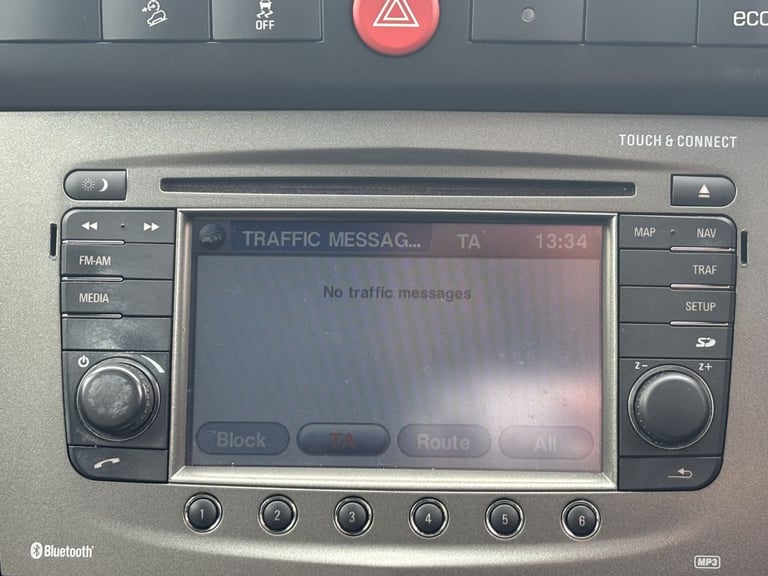 OFF
eco
TOUCH & CONNECT
MAP NAV
FM-AM
TRAF
MEDIA
SETUP
TRAFFIC MESSAG... TA 13:34
No traffic messages
Z- Z+
Block TA Route All
1 2 3 4 5 6
Bluetooth
MP3